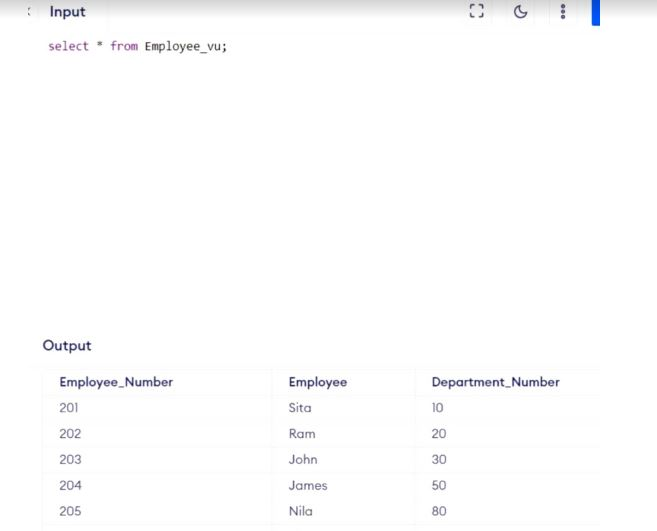 Input
select * from Employee_vu;
Output
Employee_Number Employee Department_Number
201 Sita 10
202 Ram 20
203 John 30
204 James 50
205 Nila 80